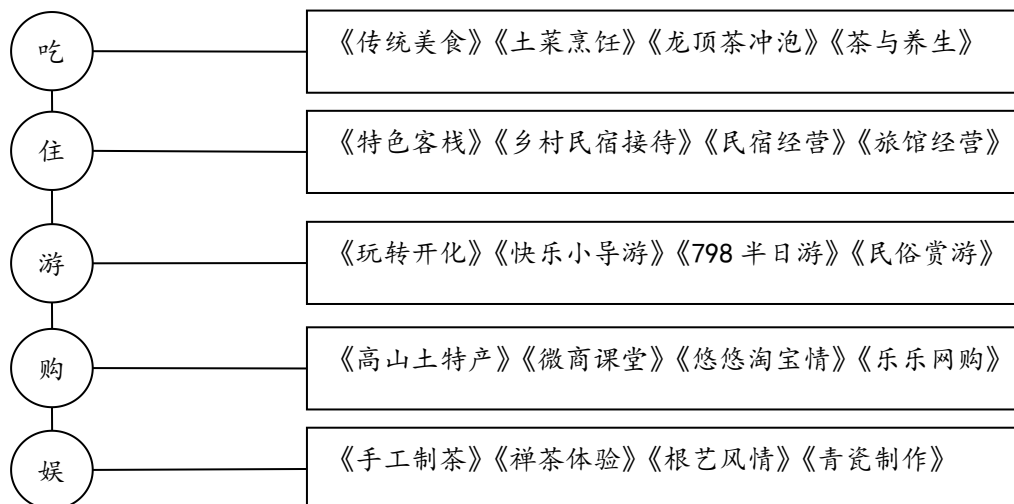 吃
《传统美食》《土菜烹饪》《龙顶茶冲泡》《茶与养生》
住
《特色客栈》《乡村民宿接待》《民宿经营》《旅馆经营》
游
《玩转开化》《快乐小导游》《798 半日游》《民俗赏游》
购
《高山土特产》《微商课堂》《悠悠淘宝情》《乐乐网购》
娱
《手工制茶》《禅茶体验》《根艺风情》《青瓷制作》